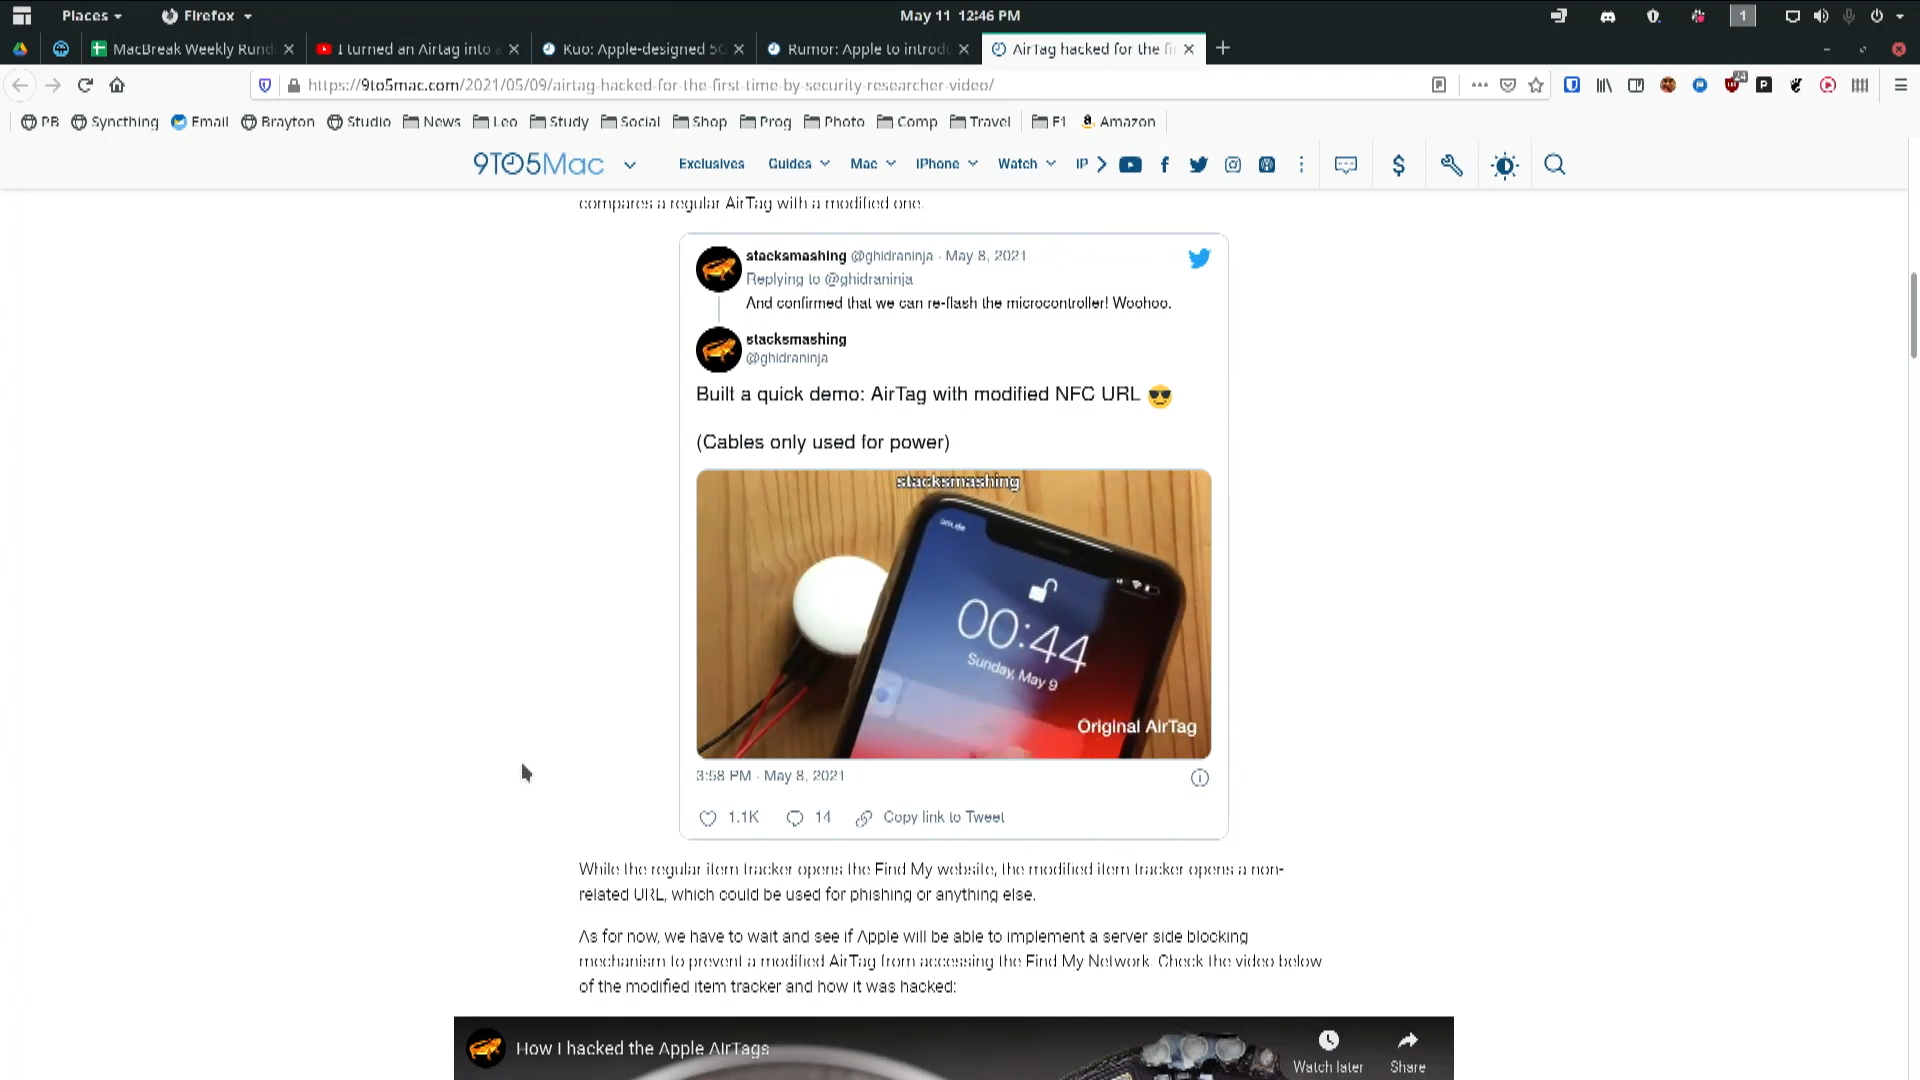 Places
Firefox
May 11 12:46 PM
1
MacBreak Weekly Rund
I turned an Airtag into a
Kuo: Apple-designed 5G
Rumor: Apple to introdu
AirTag hacked for the fi
https://9to5mac.com/2021/05/09/airtag-hacked-for-the-first-time-by-security-researcher-video/
24
PB
Syncthing
Email
Brayton
Studio
News
Leo
Study
Social
Shop
Prog
Photo
Comp
Travel
F1
Amazon
9TO5Mac
Exclusives
Guides
Mac
iPhone
Watch
iP
compares a regular AirTag with a modified one.
stacksmashing @ghidraninja · May 8, 2021
Replying to @ghidraninja
And confirmed that we can re-flash the microcontroller! Woohoo.
stacksmashing
@ghidraninja
Built a quick demo: AirTag with modified NFC URL 😎
(Cables only used for power)
stacksmashing
00:44
Sunday, May 9
Original AirTag
3:58 PM · May 8, 2021
1.1K
14
Copy link to Tweet
While the regular item tracker opens the Find My website, the modified item tracker opens a non-
related URL, which could be used for phishing or anything else.
As for now, we have to wait and see if Apple will be able to implement a server side blocking
mechanism to prevent a modified AirTag from accessing the Find My Network. Check the video below
of the modified item tracker and how it was hacked:
How I hacked the Apple AirTags
Watch later
Share